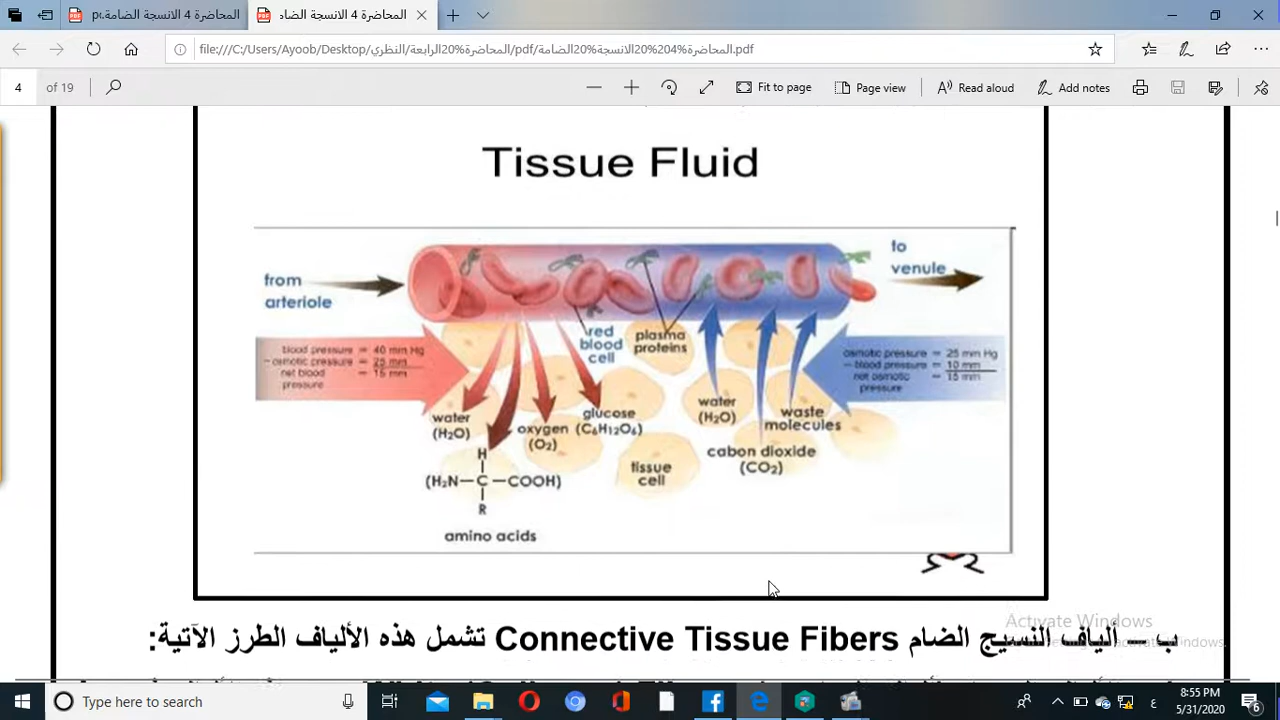 المحاضرة 4 الانسجة الضامة.p
المحاضرة 4 الانسجة الضام
file:///C:/Users/Ayoob/Desktop/النظري/المحاضرة%20الرابعة/pdf/المحاضرة%204%20الانسجة%20الضامة.pdf
4 of 19 Fit to page Page view Read aloud Add notes
Tissue Fluid
from
arteriole
to
venule
blood pressure = 40 mm Hg
– osmotic pressure = 25 mm
net blood = 15 mm
pressure
red
blood
cell
plasma
proteins
osmotic pressure = 25 mm Hg
– blood pressure = 10 mm
net osmotic = 15 mm
pressure
water
(H2O)
oxygen
(O2)
glucose
(C6H12O6)
water
(H2O)
waste
molecules
cabon dioxide
(CO2)
tissue
cell
H
(H2N—C—COOH)
R
amino acids
ب – ألياف النسيج الضام Connective Tissue Fibers تشمل هذه الألياف الطرز الآتية:
Activate Windows
Type here to search
ع
8:55 PM
5/31/2020
6